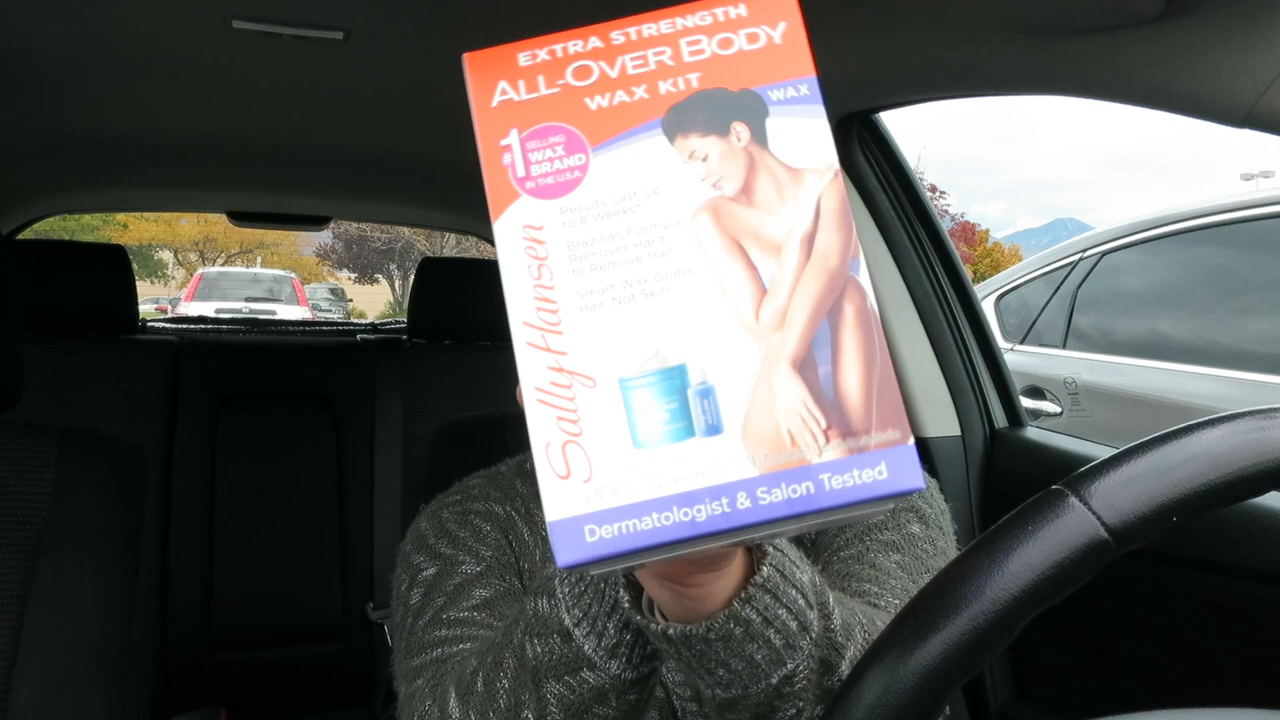 EXTRA STRENGTH
ALL-OVER BODY
WAX KIT
WAX
#1
SELLING
WAX
BRAND
IN THE U.S.A.
Results Last up
to 8 Weeks*
Brazilian Formula
Removes Hard
to Remove Hair
Smart Wax Grabs
Hair, Not Skin
Sally Hansen
Dermatologist & Salon Tested